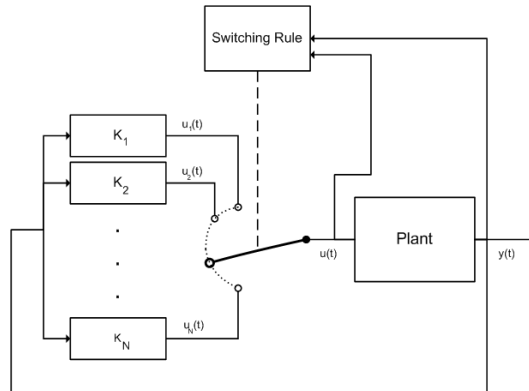 Switching Rule
K1
u1(t)
K2
u2(t)
.
.
.
KN
uN(t)
u(t)
Plant
y(t)